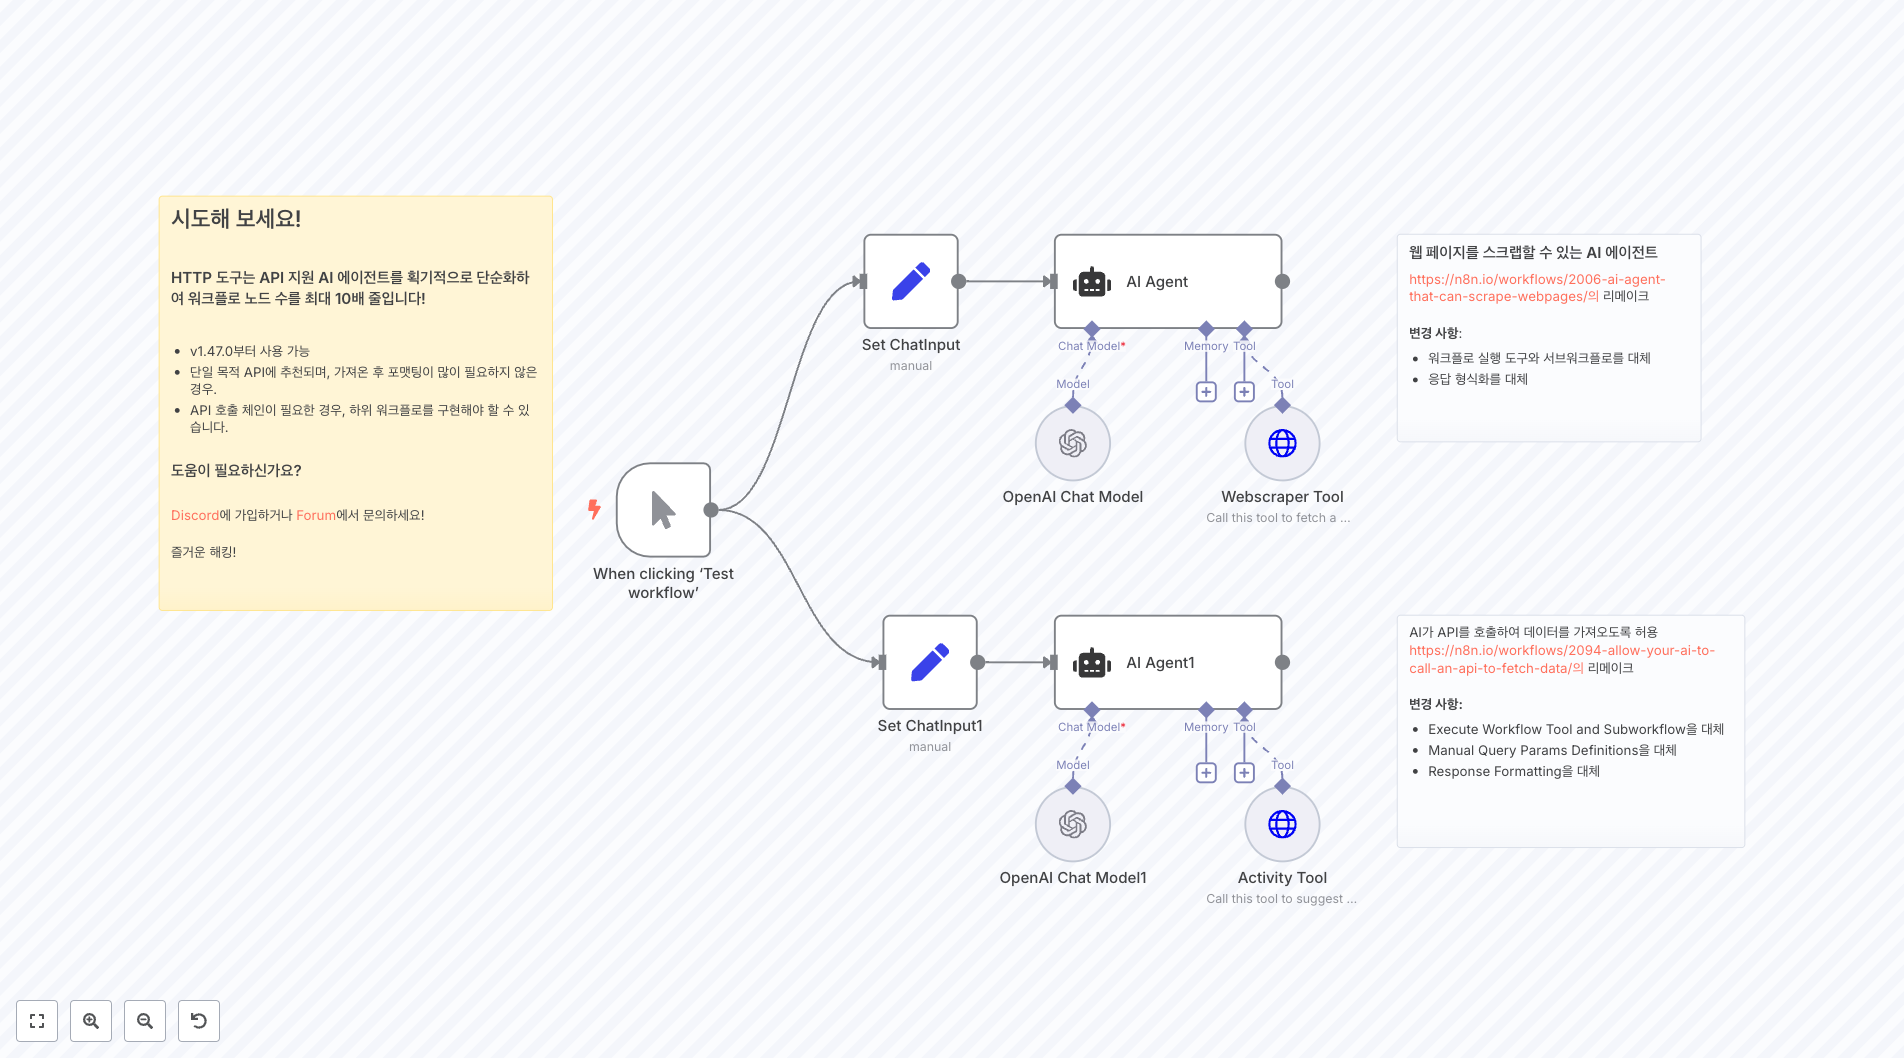 시도해 보세요!
HTTP 도구는 API 지원 AI 에이전트를 획기적으로 단순화하
여 워크플로 노드 수를 최대 10배 줄입니다!
v1.47.0부터 사용 가능
단일 목적 API에 추천되며, 가져온 후 포맷팅이 많이 필요하지 않은
경우.
API 호출 체인이 필요한 경우, 하위 워크플로를 구현해야 할 수 있
습니다.
도움이 필요하신가요?
Discord에 가입하거나 Forum에서 문의하세요!
즐거운 해킹!
When clicking ‘Test
workflow’
Set ChatInput
manual
AI Agent
Chat Model*
Memory
Tool
Model
Tool
OpenAI Chat Model
Webscraper Tool
Call this tool to fetch a ...
웹 페이지를 스크랩할 수 있는 AI 에이전트
https://n8n.io/workflows/2006-ai-agent-
that-can-scrape-webpages/의 리메이크
변경 사항:
워크플로 실행 도구와 서브워크플로를 대체
응답 형식화를 대체
Set ChatInput1
manual
AI Agent1
Chat Model*
Memory
Tool
Model
Tool
OpenAI Chat Model1
Activity Tool
Call this tool to suggest ...
AI가 API를 호출하여 데이터를 가져오도록 허용
https://n8n.io/workflows/2094-allow-your-ai-to-
call-an-api-to-fetch-data/의 리메이크
변경 사항:
Execute Workflow Tool and Subworkflow을 대체
Manual Query Params Definitions을 대체
Response Formatting을 대체